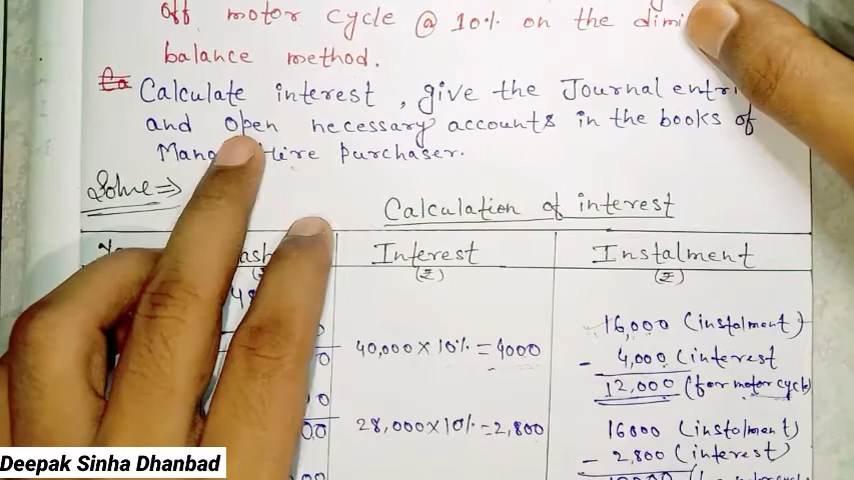 off motor cycle @ 10% on the dimi
balance method.
Calculate interest, give the Journal entri
and open necessary accounts in the books of
Mano Hire purchaser.
Solve ⇒
Calculation of interest
Interest
(₹)
Instalment
(₹)
16,000 (instalment)
40,000 × 10% = 4000
- 4,000 (interest
12,000 (for motor cycle)
28,000 × 10% = 2,800
16800 (instalment)
- 2,800 (interest)
Deepak Sinha Dhanbad